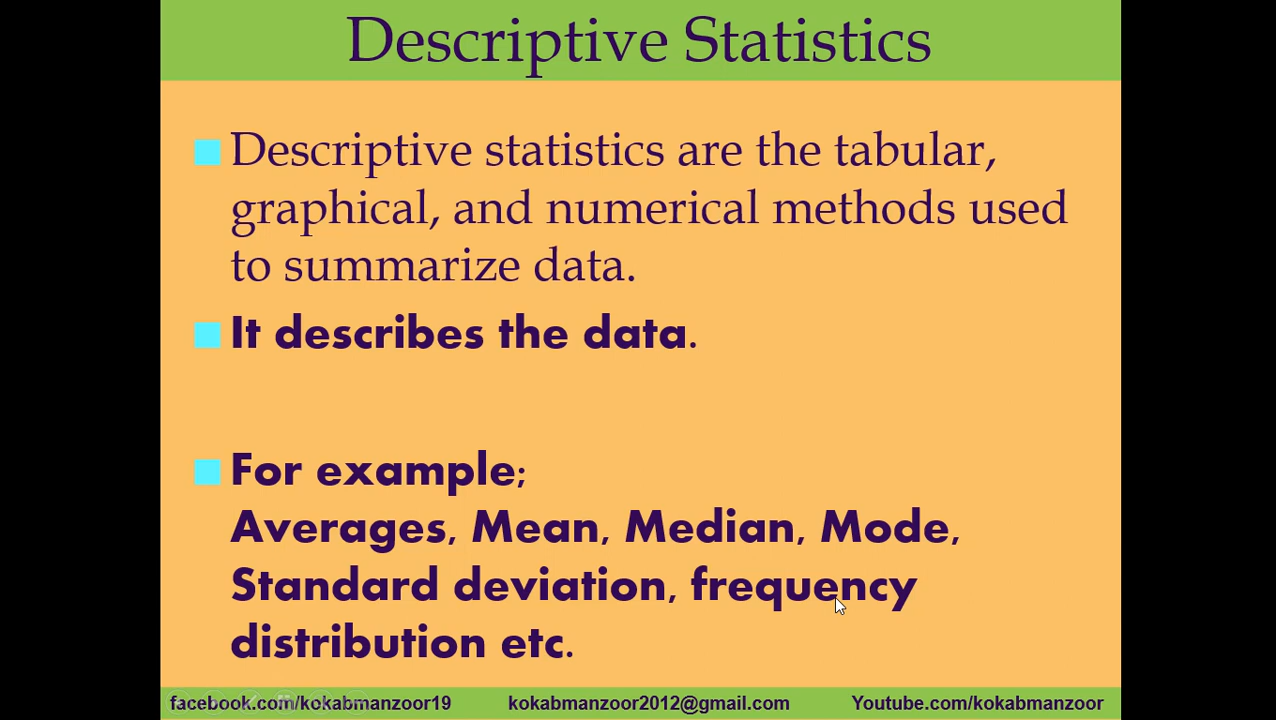 Descriptive Statistics
Descriptive statistics are the tabular,
graphical, and numerical methods used
to summarize data.
It describes the data.
For example;
Averages, Mean, Median, Mode,
Standard deviation, frequency
distribution etc.
facebook.com/kokabmanzoor19 kokabmanzoor2012@gmail.com Youtube.com/kokabmanzoor